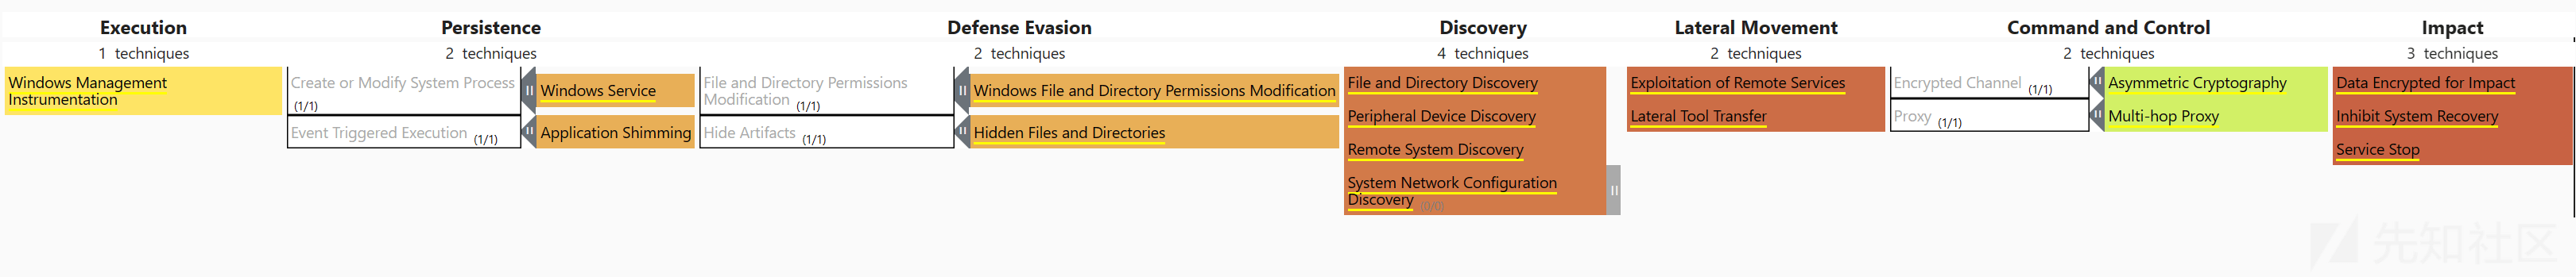 Execution
1 techniques
Windows Management
Instrumentation
Persistence
2 techniques
Create or Modify System Process
(1/1)
Windows Service
Event Triggered Execution (1/1)
Application Shimming
Defense Evasion
2 techniques
File and Directory Permissions
Modification (1/1)
Windows File and Directory Permissions Modification
Hide Artifacts (1/1)
Hidden Files and Directories
Discovery
4 techniques
File and Directory Discovery
Peripheral Device Discovery
Remote System Discovery
System Network Configuration
Discovery (0/0)
Lateral Movement
2 techniques
Exploitation of Remote Services
Lateral Tool Transfer
Command and Control
2 techniques
Encrypted Channel (1/1)
Asymmetric Cryptography
Proxy (1/1)
Multi-hop Proxy
Impact
3 techniques
Data Encrypted for Impact
Inhibit System Recovery
Service Stop
先知社区